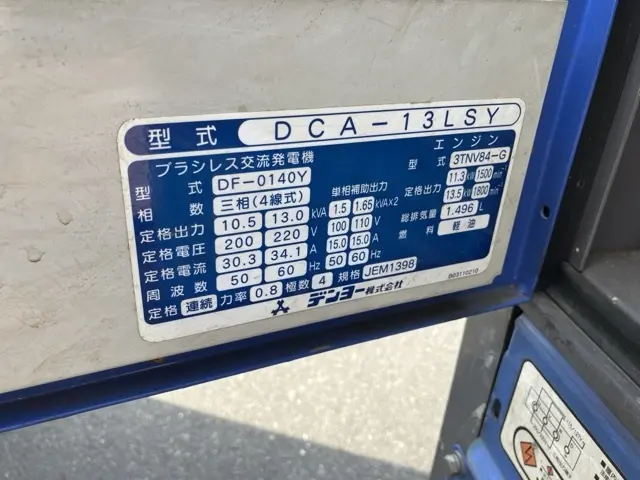 型式 DCA-13LSY
ブラシレス交流発電機
型式 DF-0140Y
相数 三相(4線式) 単相補助出力
定格出力 10.5 13.0 kVA 1.5 1.65 kVA×2
定格電圧 200 220 V 100 110 V
定格電流 30.3 34.1 A 15.0 15.0 A
周波数 50 60 Hz 50 60 Hz
定格 連続 力率 0.8 極数 4 規格 JEM1398
デンヨー株式会社
エンジン
型式 3TNV84-G
定格出力 11.3 kW 1500 min⁻¹
13.5 kW 1800 min⁻¹
総排気量 1.496 L
燃料 軽油
D03110210